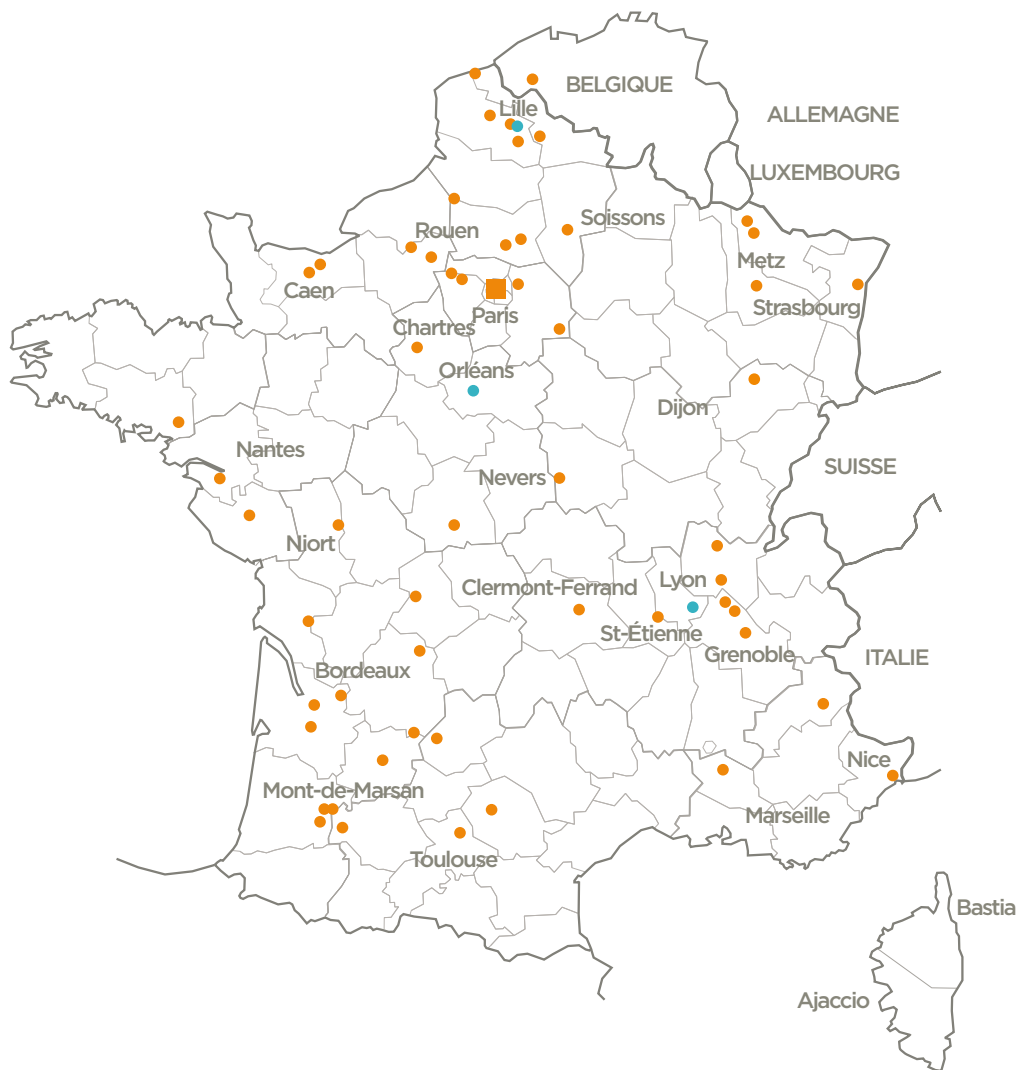 BELGIQUE
Lille
ALLEMAGNE
LUXEMBOURG
Soissons
Rouen
Metz
Caen
Strasbourg
Paris
Chartres
Orléans
Dijon
Nantes
SUISSE
Nevers
Niort
Lyon
Clermont-Ferrand
St-Étienne
Grenoble
ITALIE
Bordeaux
Nice
Mont-de-Marsan
Marseille
Toulouse
Bastia
Ajaccio